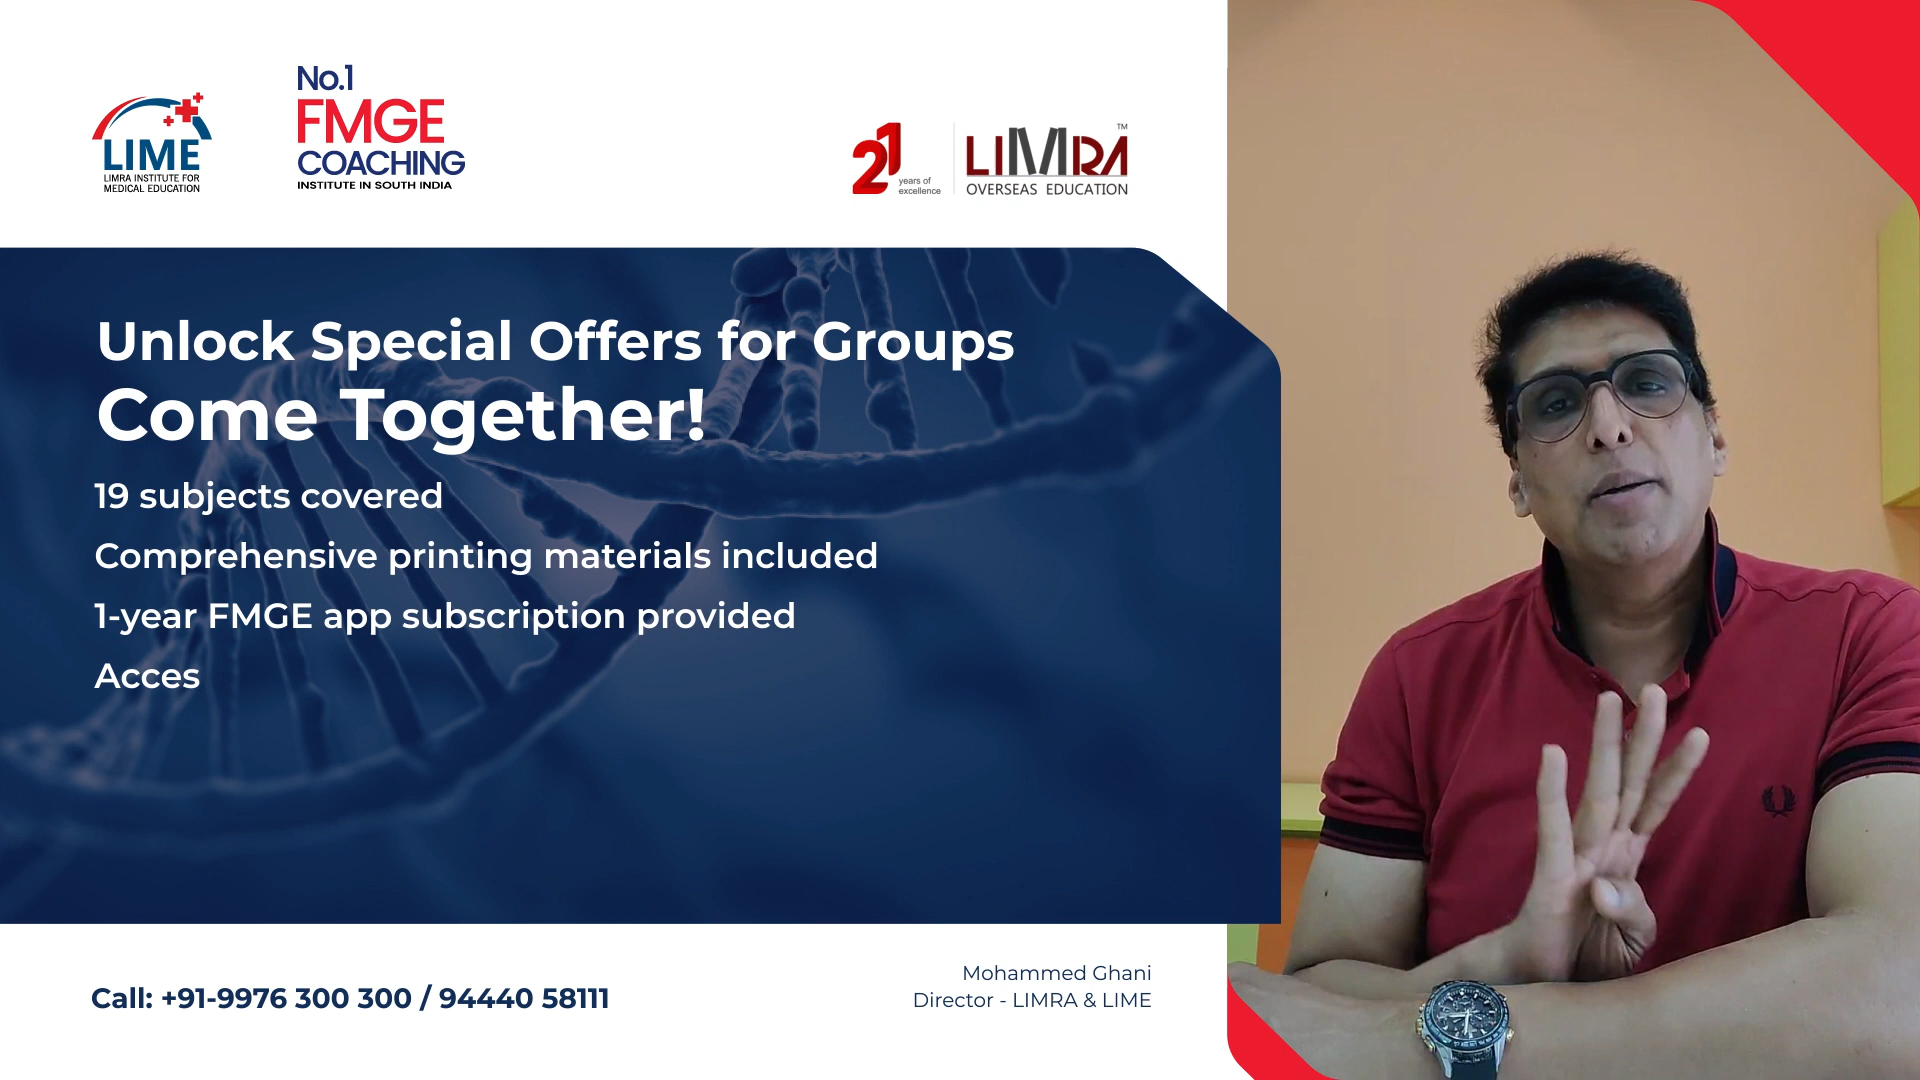 LIME
LIMRA INSTITUTE FOR
MEDICAL EDUCATION
No.1
FMGE
COACHING
INSTITUTE IN SOUTH INDIA
21
years of
excellence
LIMRA
TM
OVERSEAS EDUCATION
Unlock Special Offers for Groups
Come Together!
19 subjects covered
Comprehensive printing materials included
1-year FMGE app subscription provided
Acces
Call: +91-9976 300 300 / 94440 58111
Mohammed Ghani
Director - LIMRA & LIME